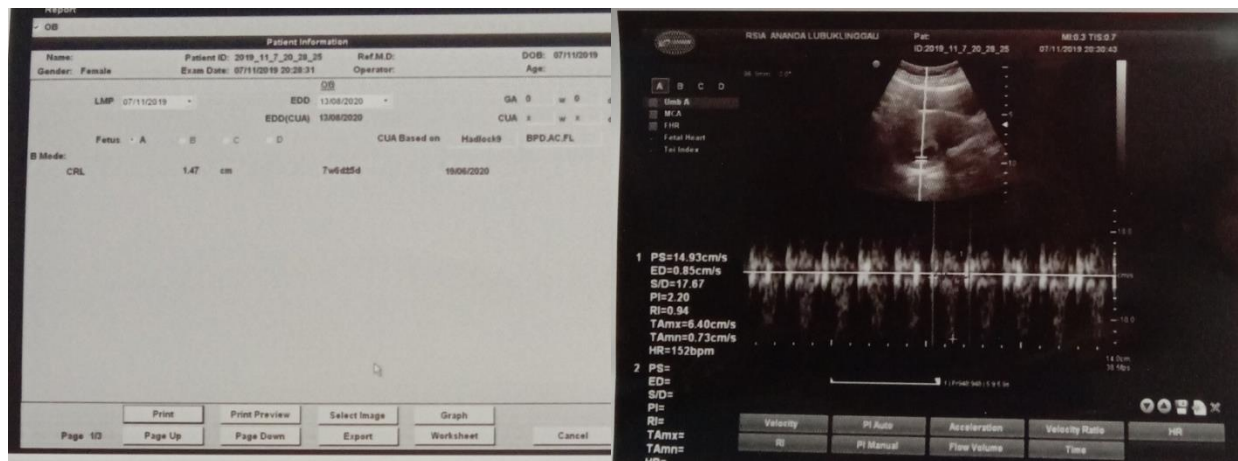 Report
- OB
Patient Information
Name: Patient ID: 2019_11_7_20_28_25 Ref.M.D: DOB: 07/11/2019
Gender: Female Exam Date: 07/11/2019 20:28:31 Operator: Age:
OB
LMP 07/11/2019 EDD 13/08/2020 GA 0 w 0 d
EDD(CUA) 13/08/2020 CUA x w x d
Fetus A B C D CUA Based on Hadlock9 BPD,AC,FL
B Mode:
CRL 1.47 cm 7w6d±5d 19/06/2020
Print Print Preview Select Image Graph
Page 1/3 Page Up Page Down Export Worksheet Cancel
RSIA ANANDA LUBUKLINGGAU Pat: MI:0.3 TIS:0.7
ID:2019_11_7_20_28_25 07/11/2019 20:30:43
A B C D
Umb A
MCA
FHR
Fetal Heart
Tei Index
1 PS=14.93cm/s
ED=0.85cm/s
S/D=17.67
PI=2.20
RI=0.94
TAmx=6.40cm/s
TAmn=0.73cm/s
HR=152bpm
2 PS=
ED=
S/D=
PI=
RI=
TAmx=
TAmn=
HR=
cm/s
14.0cm
Velocity PI Auto Acceleration Velocity Ratio HR
RI PI Manual Flow Volume Time